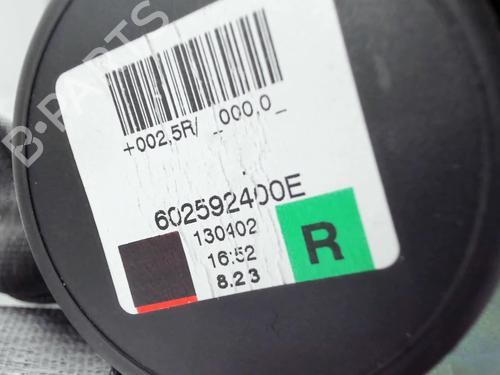 B-PARTS
+002,5R/_000,0_
602592400E
130402
16:52
8.23
R